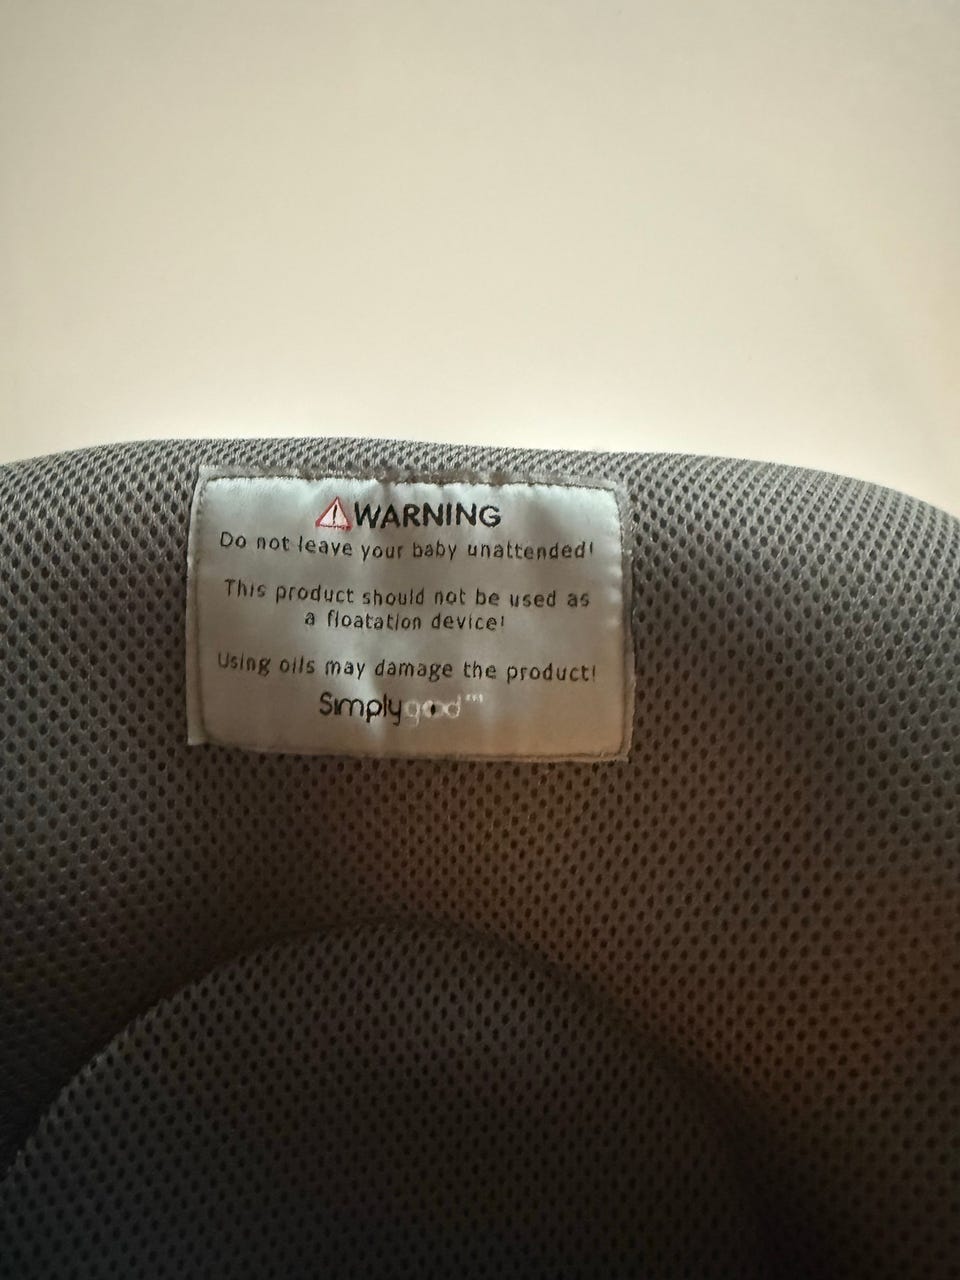 WARNING
Do not leave your baby unattended!
This product should not be used as
a floatation device!
Using oils may damage the product!
Simplygood™